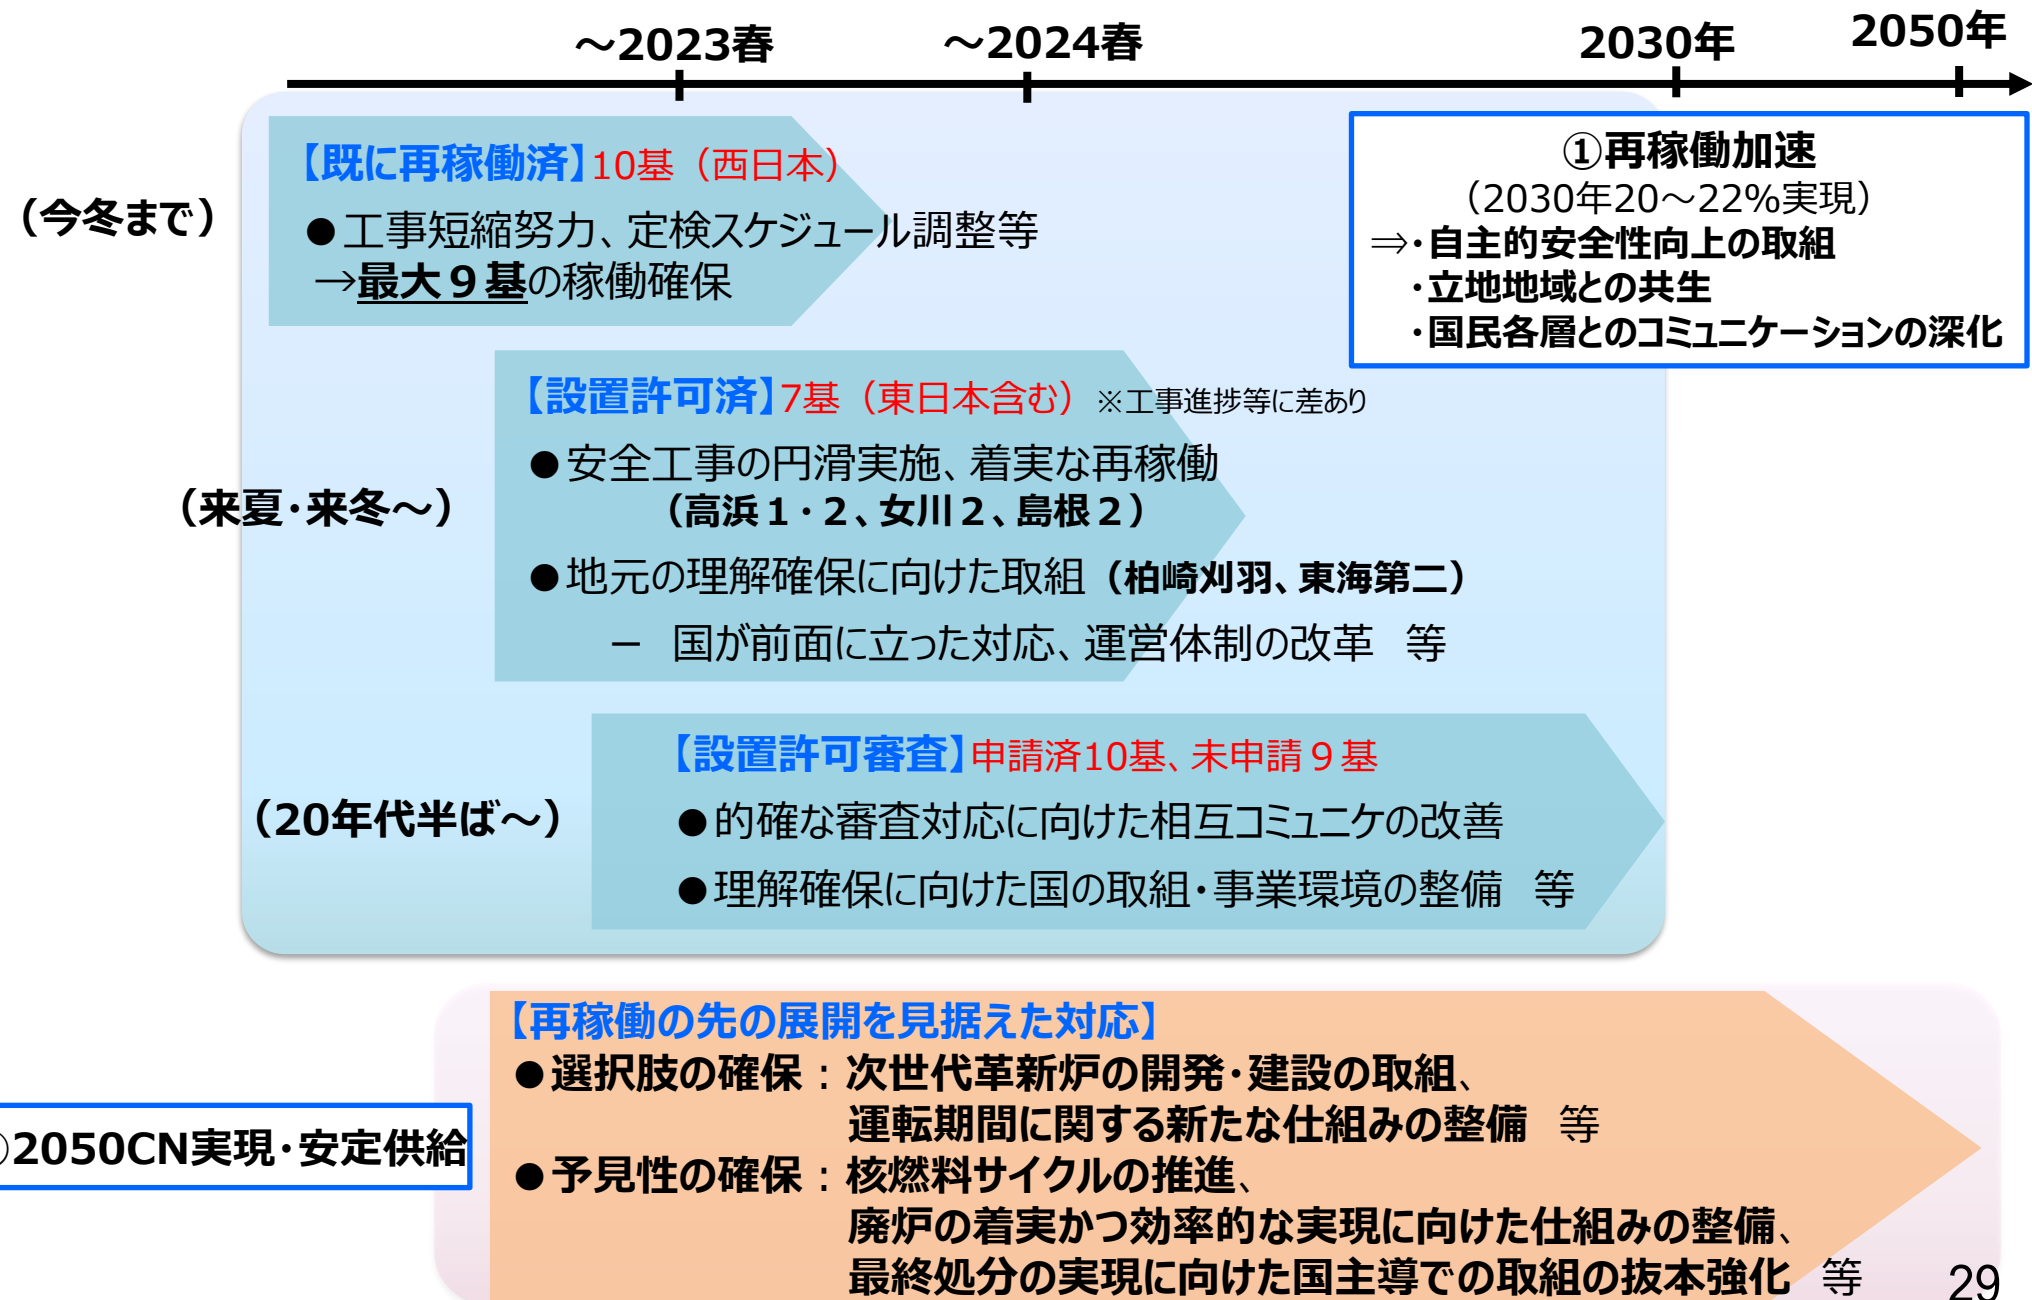 ～2023春
～2024春
2030年
2050年
（今冬まで）
【既に再稼働済】10基（西日本）
●工事短縮努力、定検スケジュール調整等
→最大９基の稼働確保
①再稼働加速
（2030年20～22%実現）
⇒・自主的安全性向上の取組
・立地地域との共生
・国民各層とのコミュニケーションの深化
（来夏・来冬～）
【設置許可済】7基（東日本含む）※工事進捗等に差あり
●安全工事の円滑実施、着実な再稼働
（高浜１・２、女川２、島根２）
●地元の理解確保に向けた取組（柏崎刈羽、東海第二）
－　国が前面に立った対応、運営体制の改革　等
（20年代半ば～）
【設置許可審査】申請済10基、未申請９基
●的確な審査対応に向けた相互コミュニケの改善
●理解確保に向けた国の取組・事業環境の整備　等
2050CN実現・安定供給
【再稼働の先の展開を見据えた対応】
●選択肢の確保：次世代革新炉の開発・建設の取組、
運転期間に関する新たな仕組みの整備　等
●予見性の確保：核燃料サイクルの推進、
廃炉の着実かつ効率的な実現に向けた仕組みの整備、
最終処分の実現に向けた国主導での取組の抜本強化　等
29